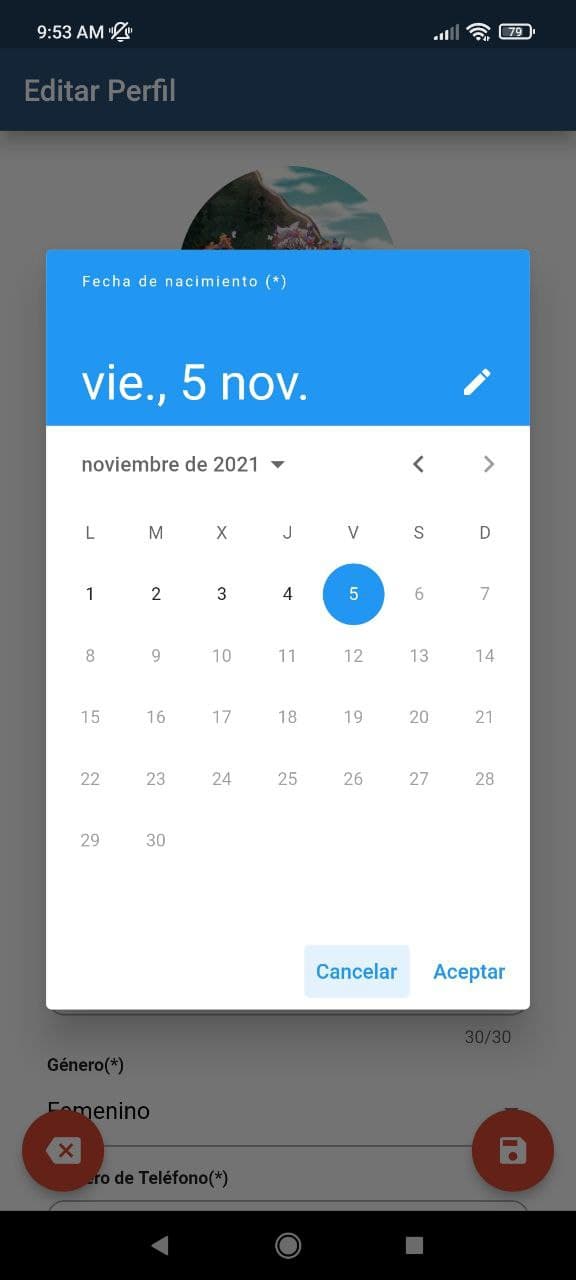 9:53 AM
79
Editar Perfil
Fecha de nacimiento (*)
vie., 5 nov.
noviembre de 2021
L M X J V S D
1 2 3 4 5 6 7
8 9 10 11 12 13 14
15 16 17 18 19 20 21
22 23 24 25 26 27 28
29 30
Cancelar Aceptar
30/30
Género(*)
Femenino
ero de Teléfono(*)